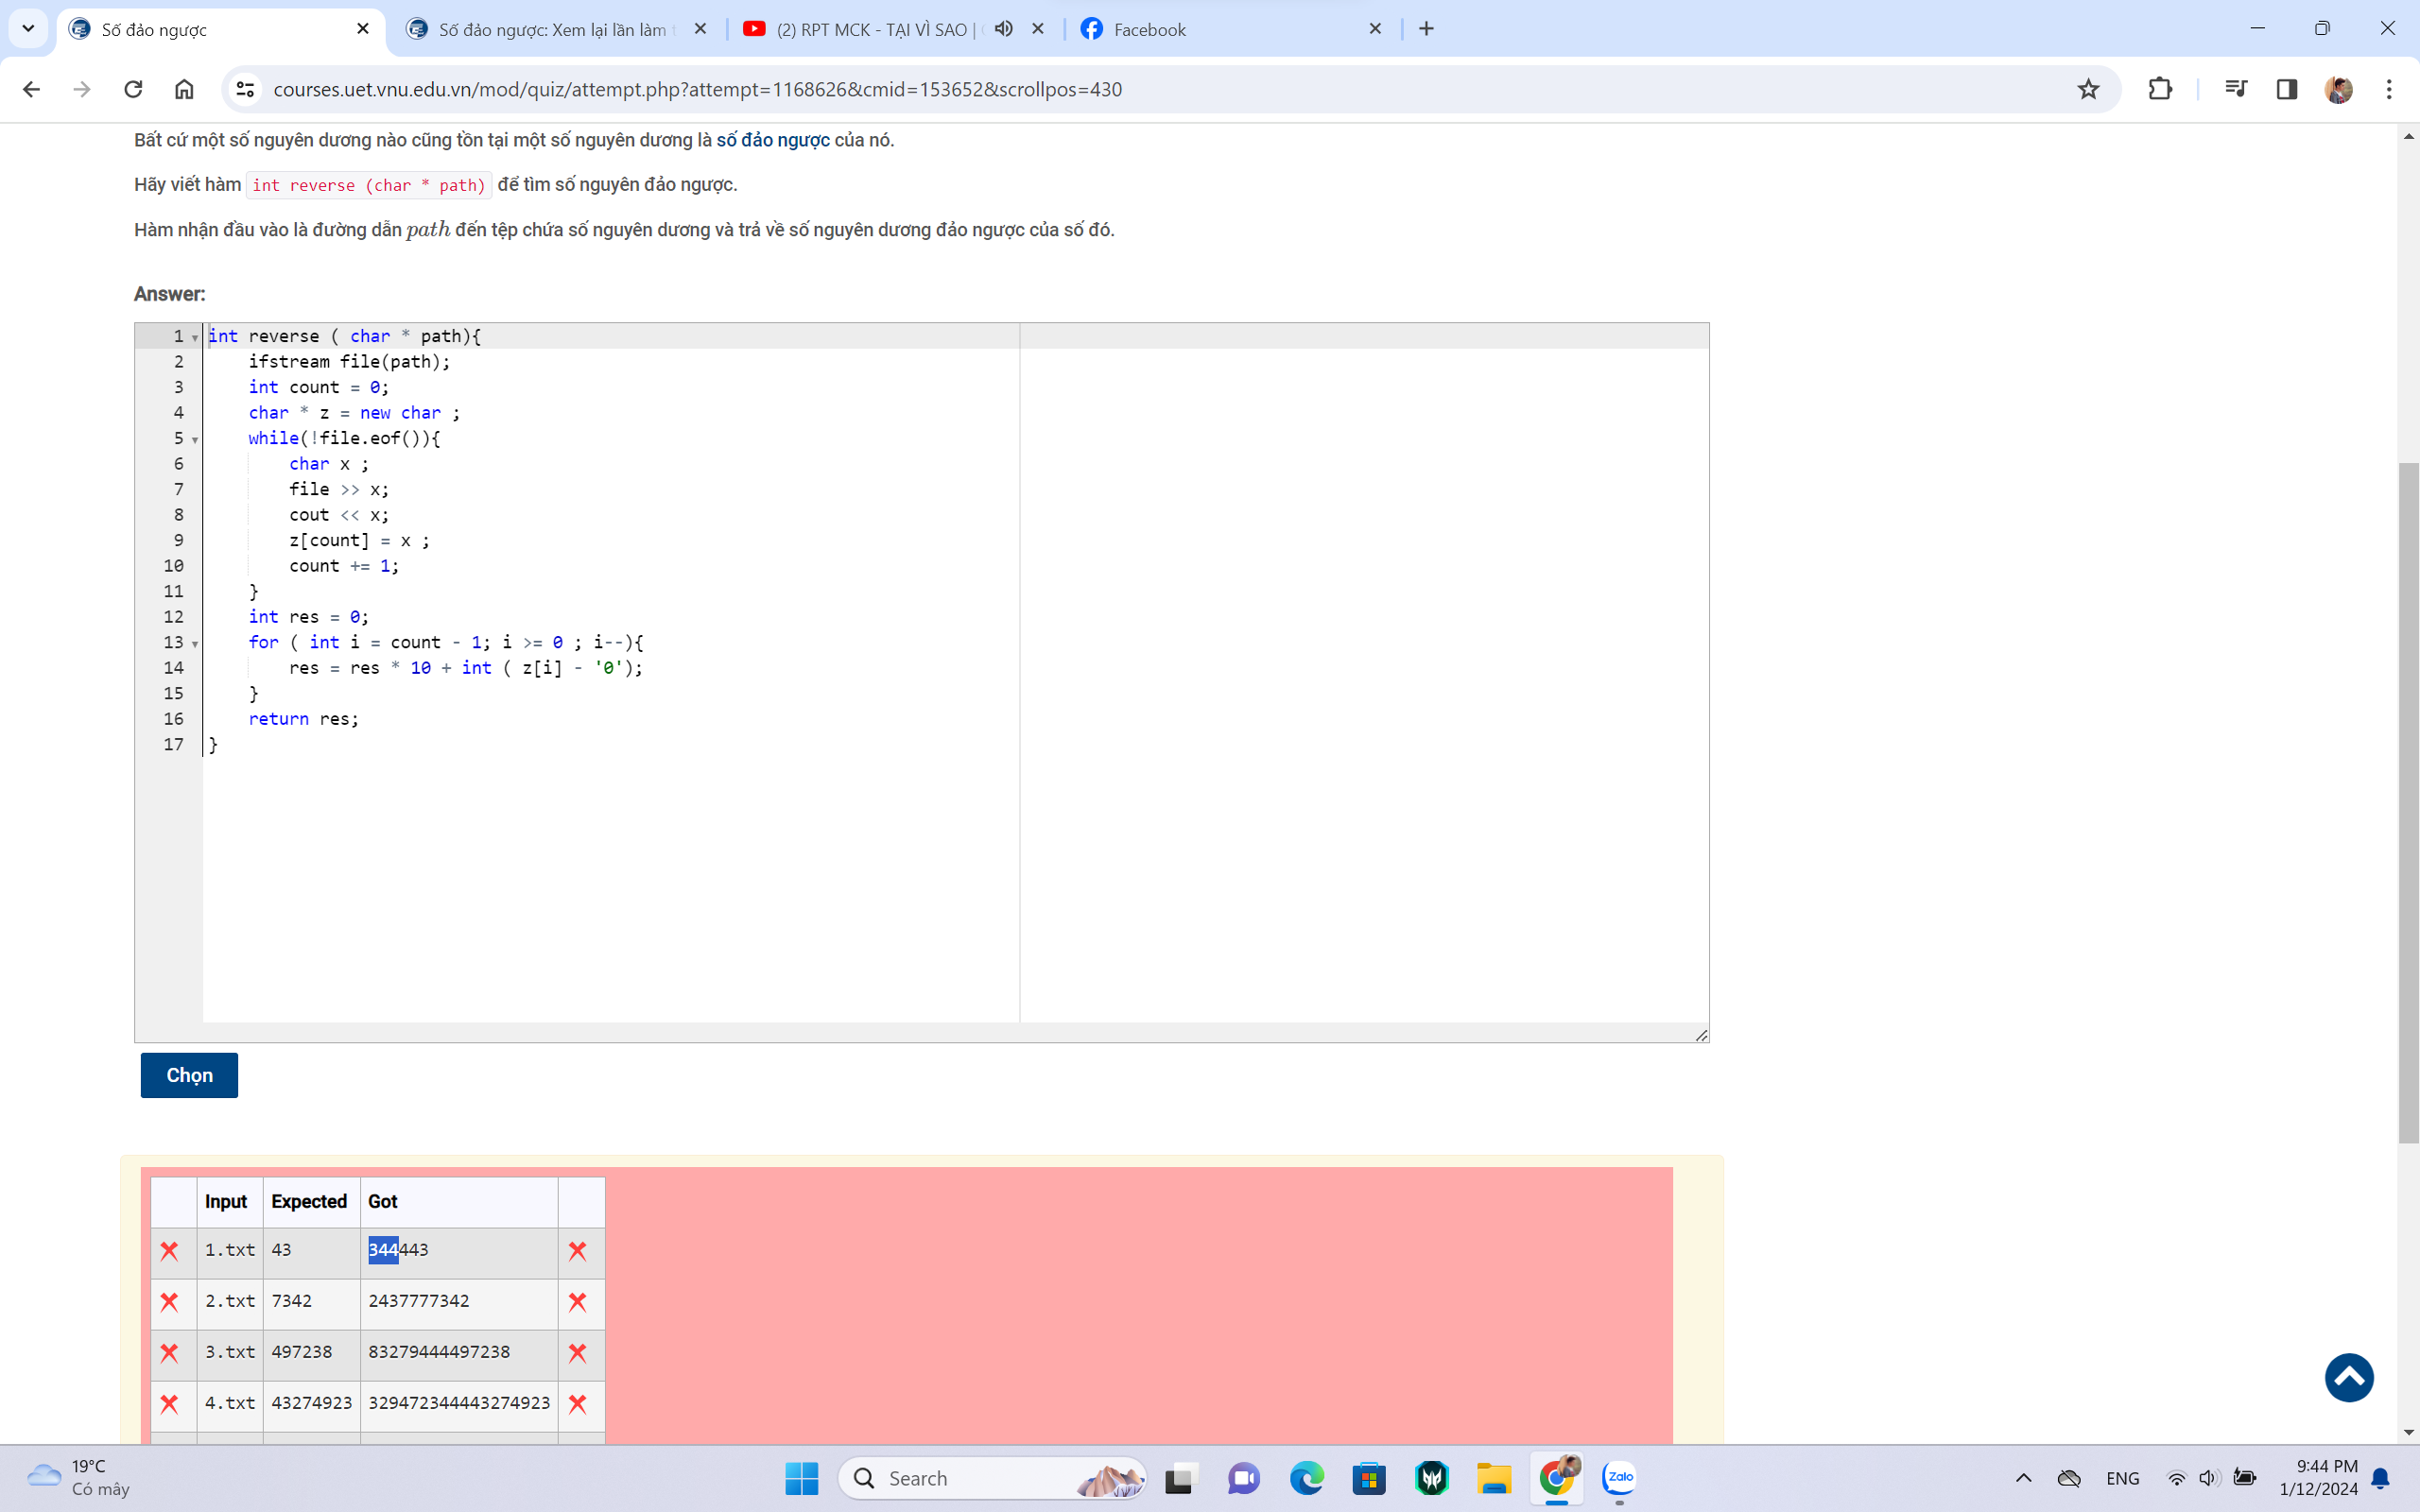 Số đảo ngược
Số đảo ngược: Xem lại lần làm
(2) RPT MCK - TẠI VÌ SAO |
Facebook
courses.uet.vnu.edu.vn/mod/quiz/attempt.php?attempt=1168626&cmid=153652&scrollpos=430
Bất cứ một số nguyên dương nào cũng tồn tại một số nguyên dương là số đảo ngược của nó.
Hãy viết hàm int reverse (char * path) để tìm số nguyên đảo ngược.
Hàm nhận đầu vào là đường dẫn path đến tệp chứa số nguyên dương và trả về số nguyên dương đảo ngược của số đó.
Answer:
1 int reverse ( char * path){
2 ifstream file(path);
3 int count = 0;
4 char * z = new char ;
5 while(!file.eof()){
6 char x ;
7 file >> x;
8 cout << x;
9 z[count] = x ;
10 count += 1;
11 }
12 int res = 0;
13 for ( int i = count - 1; i >= 0 ; i--){
14 res = res * 10 + int ( z[i] - '0');
15 }
16 return res;
17 }
Chọn
Input Expected Got
1.txt 43 344443
2.txt 7342 2437777342
3.txt 497238 83279444497238
4.txt 43274923 329472344443274923
19°C
Có mây
Search
Zalo
ENG
9:44 PM
1/12/2024